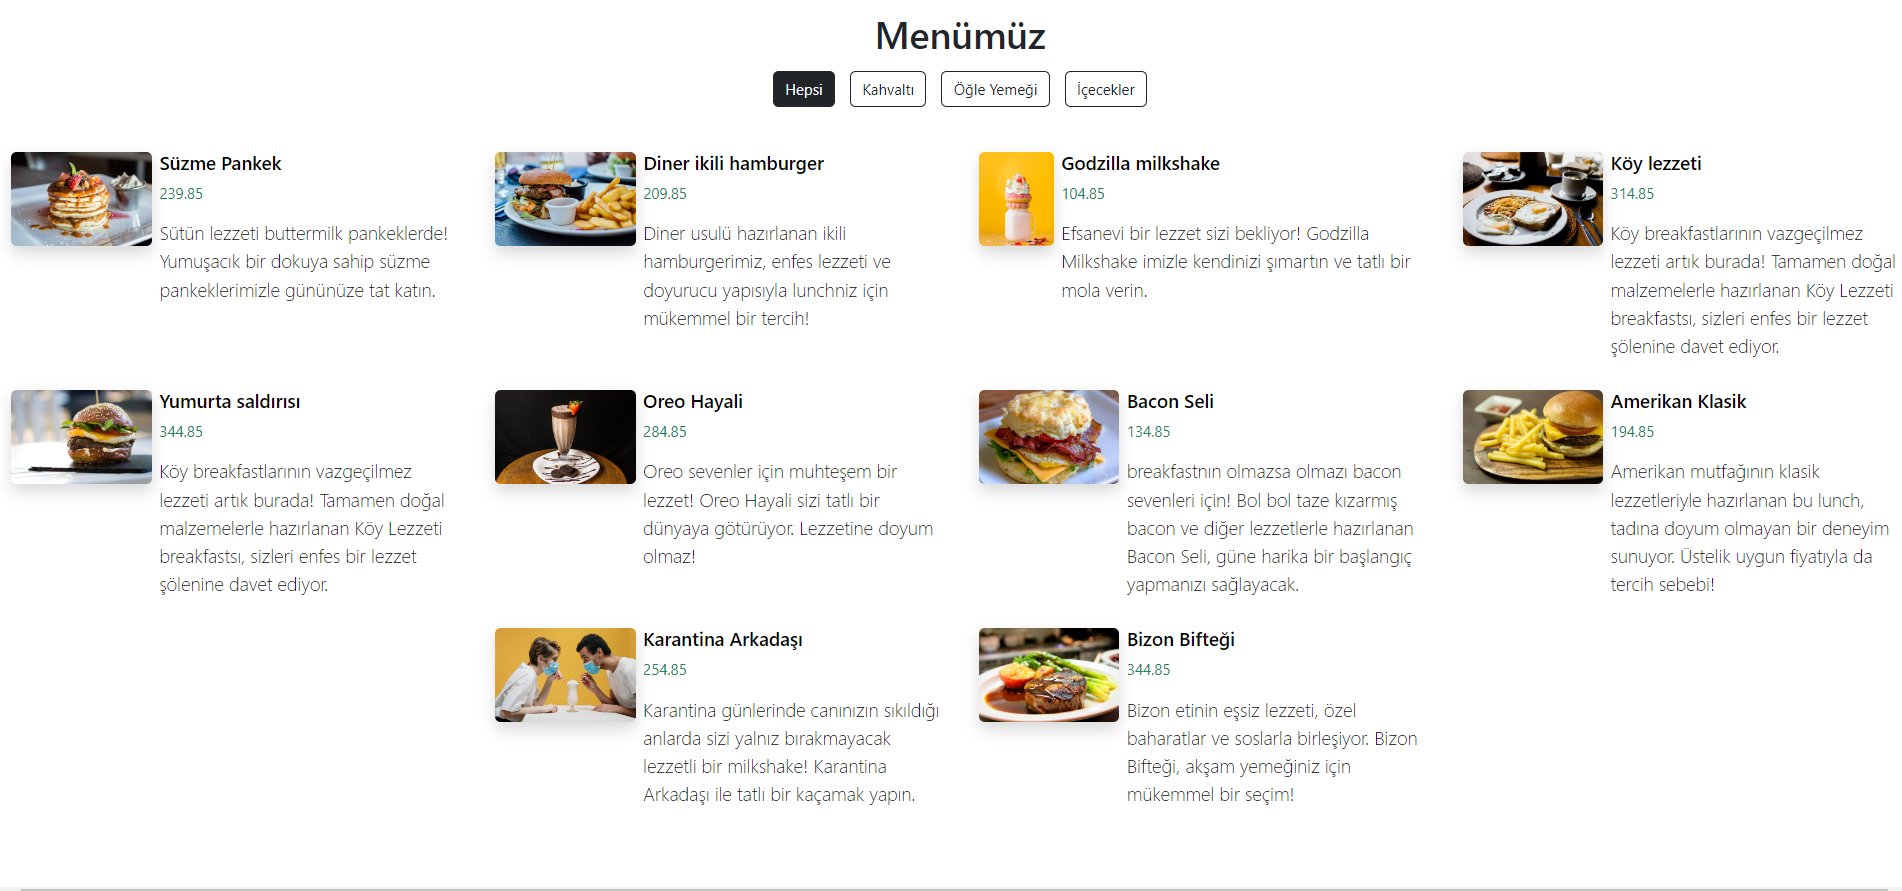 Menümüz
Hepsi
Kahvaltı
Öğle Yemeği
İçecekler
Süzme Pankek
239.85
Sütün lezzeti buttermilk pankeklerde!
Yumuşacık bir dokuya sahip süzme
pankeklerimizle gününüze tat katın.
Diner ikili hamburger
209.85
Diner usulü hazırlanan ikili
hamburgerimiz, enfes lezzeti ve
doyurucu yapısıyla lunchniz için
mükemmel bir tercih!
Godzilla milkshake
104.85
Efsanevi bir lezzet sizi bekliyor! Godzilla
Milkshake imizle kendinizi şımartın ve tatlı bir
mola verin.
Köy lezzeti
314.85
Köy breakfastlarının vazgeçilmez
lezzeti artık burada! Tamamen doğal
malzemelerle hazırlanan Köy Lezzeti
breakfastsı, sizleri enfes bir lezzet
şölenine davet ediyor.
Yumurta saldırısı
344.85
Köy breakfastlarının vazgeçilmez
lezzeti artık burada! Tamamen doğal
malzemelerle hazırlanan Köy Lezzeti
breakfastsı, sizleri enfes bir lezzet
şölenine davet ediyor.
Oreo Hayali
284.85
Oreo sevenler için muhteşem bir
lezzet! Oreo Hayali sizi tatlı bir
dünyaya götürüyor. Lezzetine doyum
olmaz!
Bacon Seli
134.85
breakfastnın olmazsa olmazı bacon
sevenleri için! Bol bol taze kızarmış
bacon ve diğer lezzetlerle hazırlanan
Bacon Seli, güne harika bir başlangıç
yapmanızı sağlayacak.
Amerikan Klasik
194.85
Amerikan mutfağının klasik
lezzetleriyle hazırlanan bu lunch,
tadına doyum olmayan bir deneyim
sunuyor. Üstelik uygun fiyatıyla da
tercih sebebi!
Karantina Arkadaşı
254.85
Karantina günlerinde canınızın sıkıldığı
anlarda sizi yalnız bırakmayacak
lezzetli bir milkshake! Karantina
Arkadaşı ile tatlı bir kaçamak yapın.
Bizon Bifteği
344.85
Bizon etinin eşsiz lezzeti, özel
baharatlar ve soslarla birleşiyor. Bizon
Bifteği, akşam yemeğiniz için
mükemmel bir seçim!